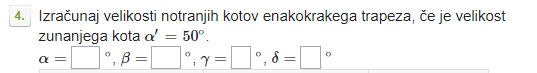 4. Izračunaj velikosti notranjih kotov enakokrakega trapeza, če je velikost
zunanjega kota α′ = 50°.
α = °, β = °, γ = °, δ = °